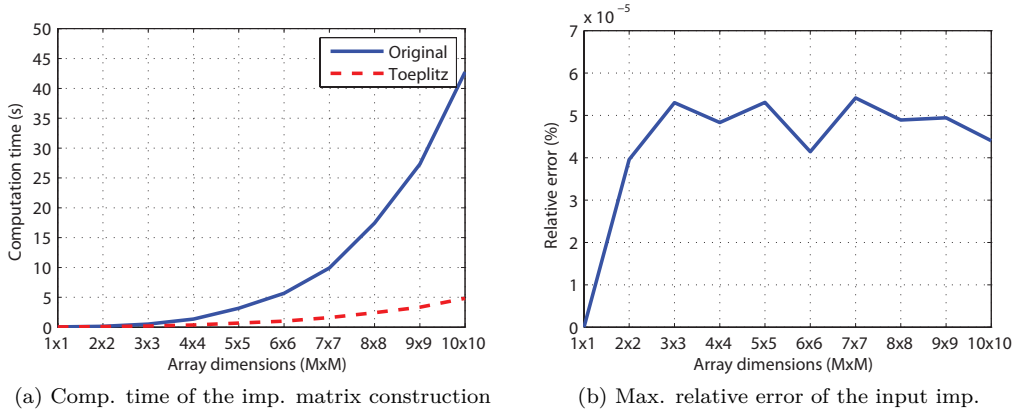 50
45
40
35
30
25
20
15
10
5
0
Computation time (s)
Original
Toeplitz
1x1 2x2 3x3 4x4 5x5 6x6 7x7 8x8 9x9 10x10
Array dimensions (MxM)
(a) Comp. time of the imp. matrix construction
x 10⁻⁵
7
6
5
4
5
2
1
0
Relative error (%)
1x1 2x2 3x3 4x4 5x5 6x6 7x7 8x8 9x9 10x10
Array dimensions (MxM)
(b) Max. relative error of the input imp.